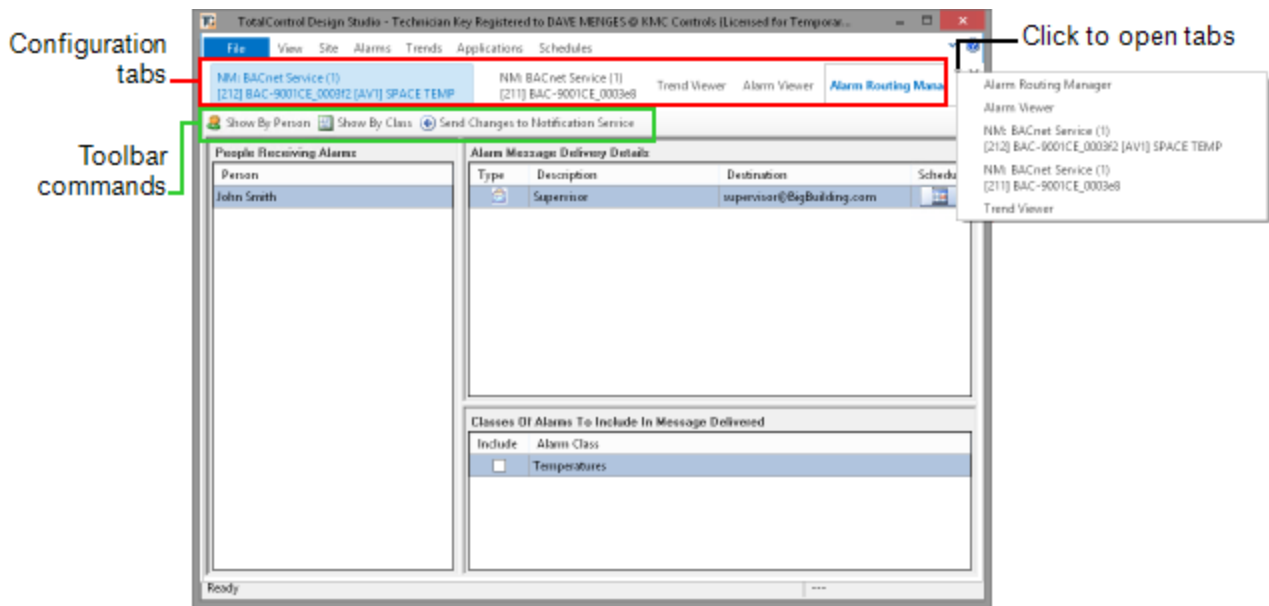 TotalControl Design Studio - Technician Key Registered to DAVE MENGES @ KMC Controls (Licensed for Temporar...
Configuration
tabs
Click to open tabs
File View Site Alarms Trends Applications Schedules
NM: BACnet Service (1)
[212] BAC-9001CE_0003f2 [AV1] SPACE TEMP
NM: BACnet Service (1)
[211] BAC-9001CE_0003e8
Trend Viewer
Alarm Viewer
Alarm Routing Mana
Alarm Routing Manager
Alarm Viewer
NM: BACnet Service (1)
[212] BAC-9001CE_0003f2 [AV1] SPACE TEMP
NM: BACnet Service (1)
[211] BAC-9001CE_0003e8
Trend Viewer
Toolbar
commands
Show By Person Show By Class Send Changes to Notification Service
People Receiving Alarms
Person
John Smith
Alarm Message Delivery Details
Type Description Destination Schedu
Supervisor supervisor@BigBuilding.com
Classes Of Alarms To Include In Message Delivered
Include Alarm Class
Temperatures
Ready ---